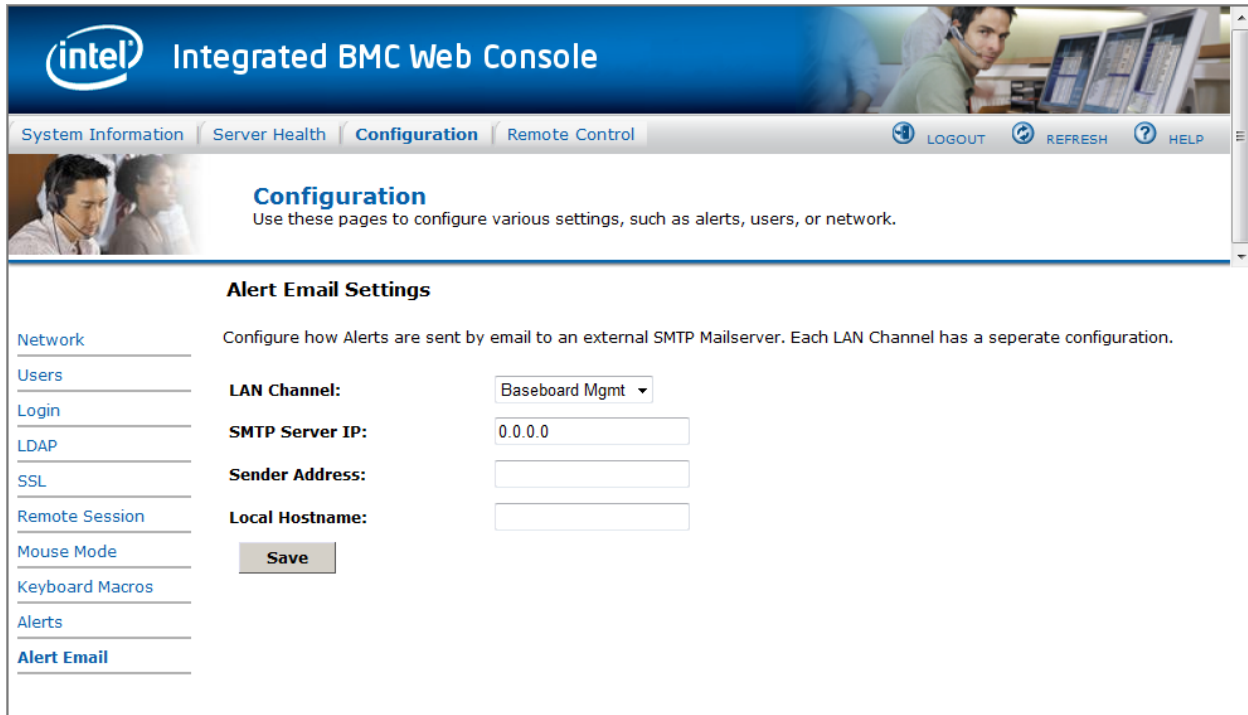 intel Integrated BMC Web Console
System Information Server Health Configuration Remote Control LOGOUT REFRESH ? HELP
Configuration
Use these pages to configure various settings, such as alerts, users, or network.
Alert Email Settings
Configure how Alerts are sent by email to an external SMTP Mailserver. Each LAN Channel has a seperate configuration.
Network
Users
Login
LDAP
SSL
Remote Session
Mouse Mode
Keyboard Macros
Alerts
Alert Email
LAN Channel: Baseboard Mgmt
SMTP Server IP: 0.0.0.0
Sender Address:
Local Hostname:
Save